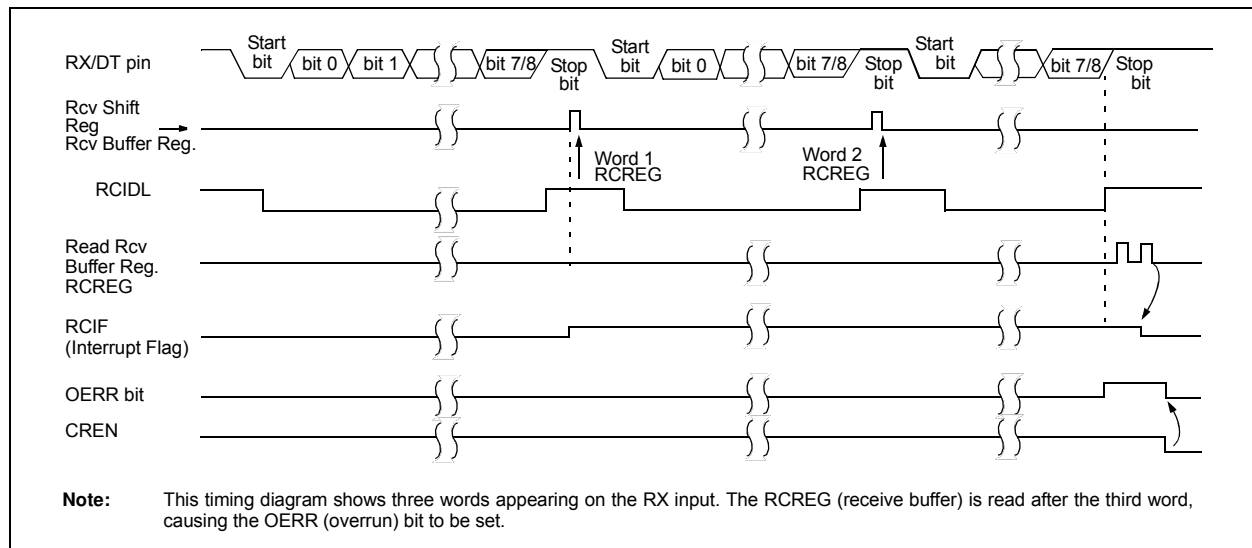 Start bit
bit 0
bit 1
bit 7/8
Stop bit
Start bit
bit 0
bit 7/8
Stop bit
Start bit
bit 7/8
Stop bit
RX/DT pin
Rcv Shift
Reg
Rcv Buffer Reg.
Word 1
RCREG
Word 2
RCREG
RCIDL
Read Rcv
Buffer Reg.
RCREG
RCIF
(Interrupt Flag)
OERR bit
CREN
Note: This timing diagram shows three words appearing on the RX input. The RCREG (receive buffer) is read after the third word,
causing the OERR (overrun) bit to be set.